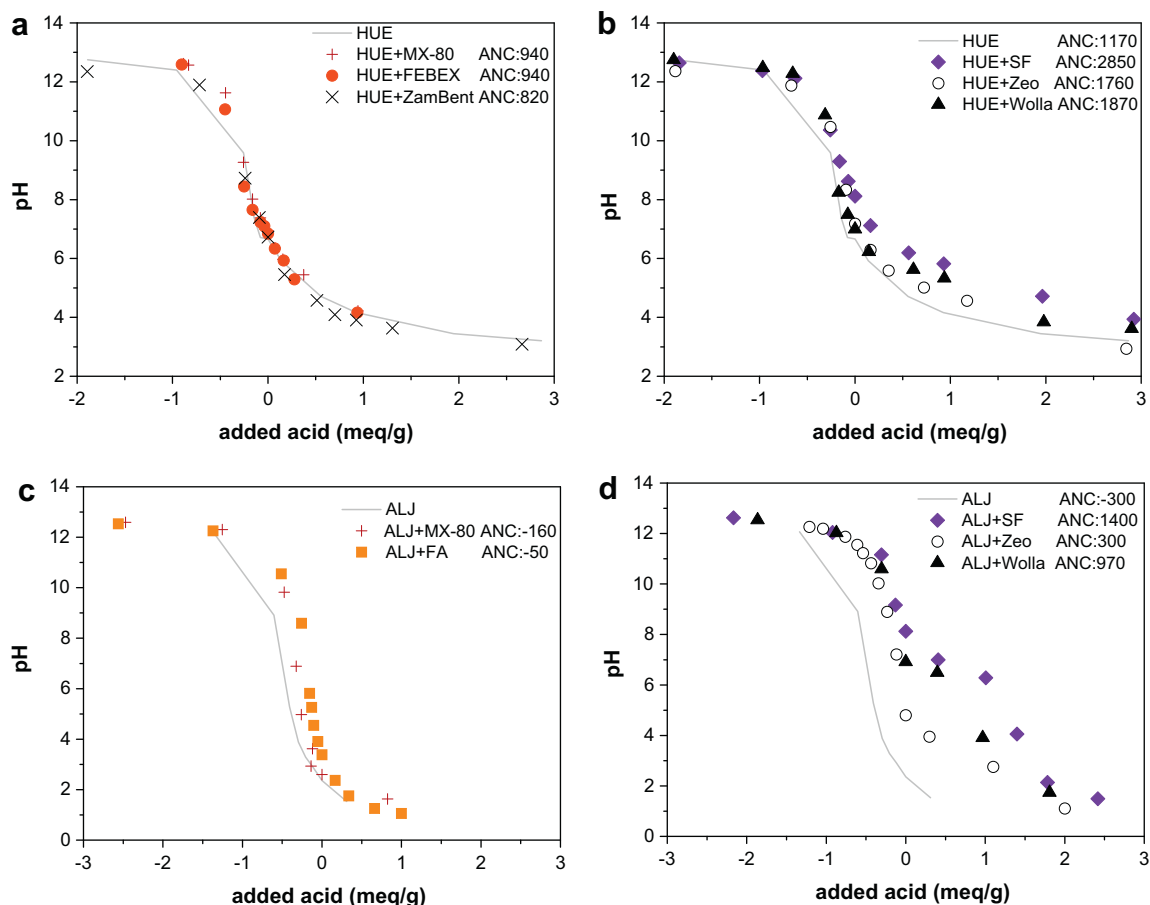 a
14
12
10
8
6
4
2
pH
-2
-1
0
1
2
3
added acid (meq/g)
HUE
HUE+MX-80 ANC:940
HUE+FEBEX ANC:940
HUE+ZamBent ANC:820
b
14
12
10
8
6
4
2
pH
-2
-1
0
1
2
3
added acid (meq/g)
HUE ANC:1170
HUE+SF ANC:2850
HUE+Zeo ANC:1760
HUE+Wolla ANC:1870
c
14
12
10
8
6
4
2
0
pH
-3
-2
-1
0
1
2
3
added acid (meq/g)
ALJ
ALJ+MX-80 ANC:-160
ALJ+FA ANC:-50
d
14
12
10
8
6
4
2
0
pH
-3
-2
-1
0
1
2
3
added acid (meq/g)
ALJ ANC:-300
ALJ+SF ANC:1400
ALJ+Zeo ANC:300
ALJ+Wolla ANC:970